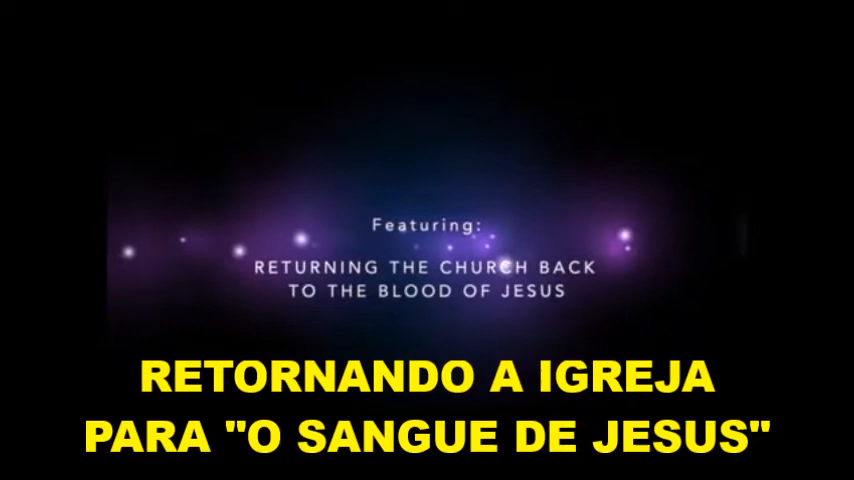 Featuring:
RETURNING THE CHURCH BACK
TO THE BLOOD OF JESUS
RETORNANDO A IGREJA
PARA "O SANGUE DE JESUS"